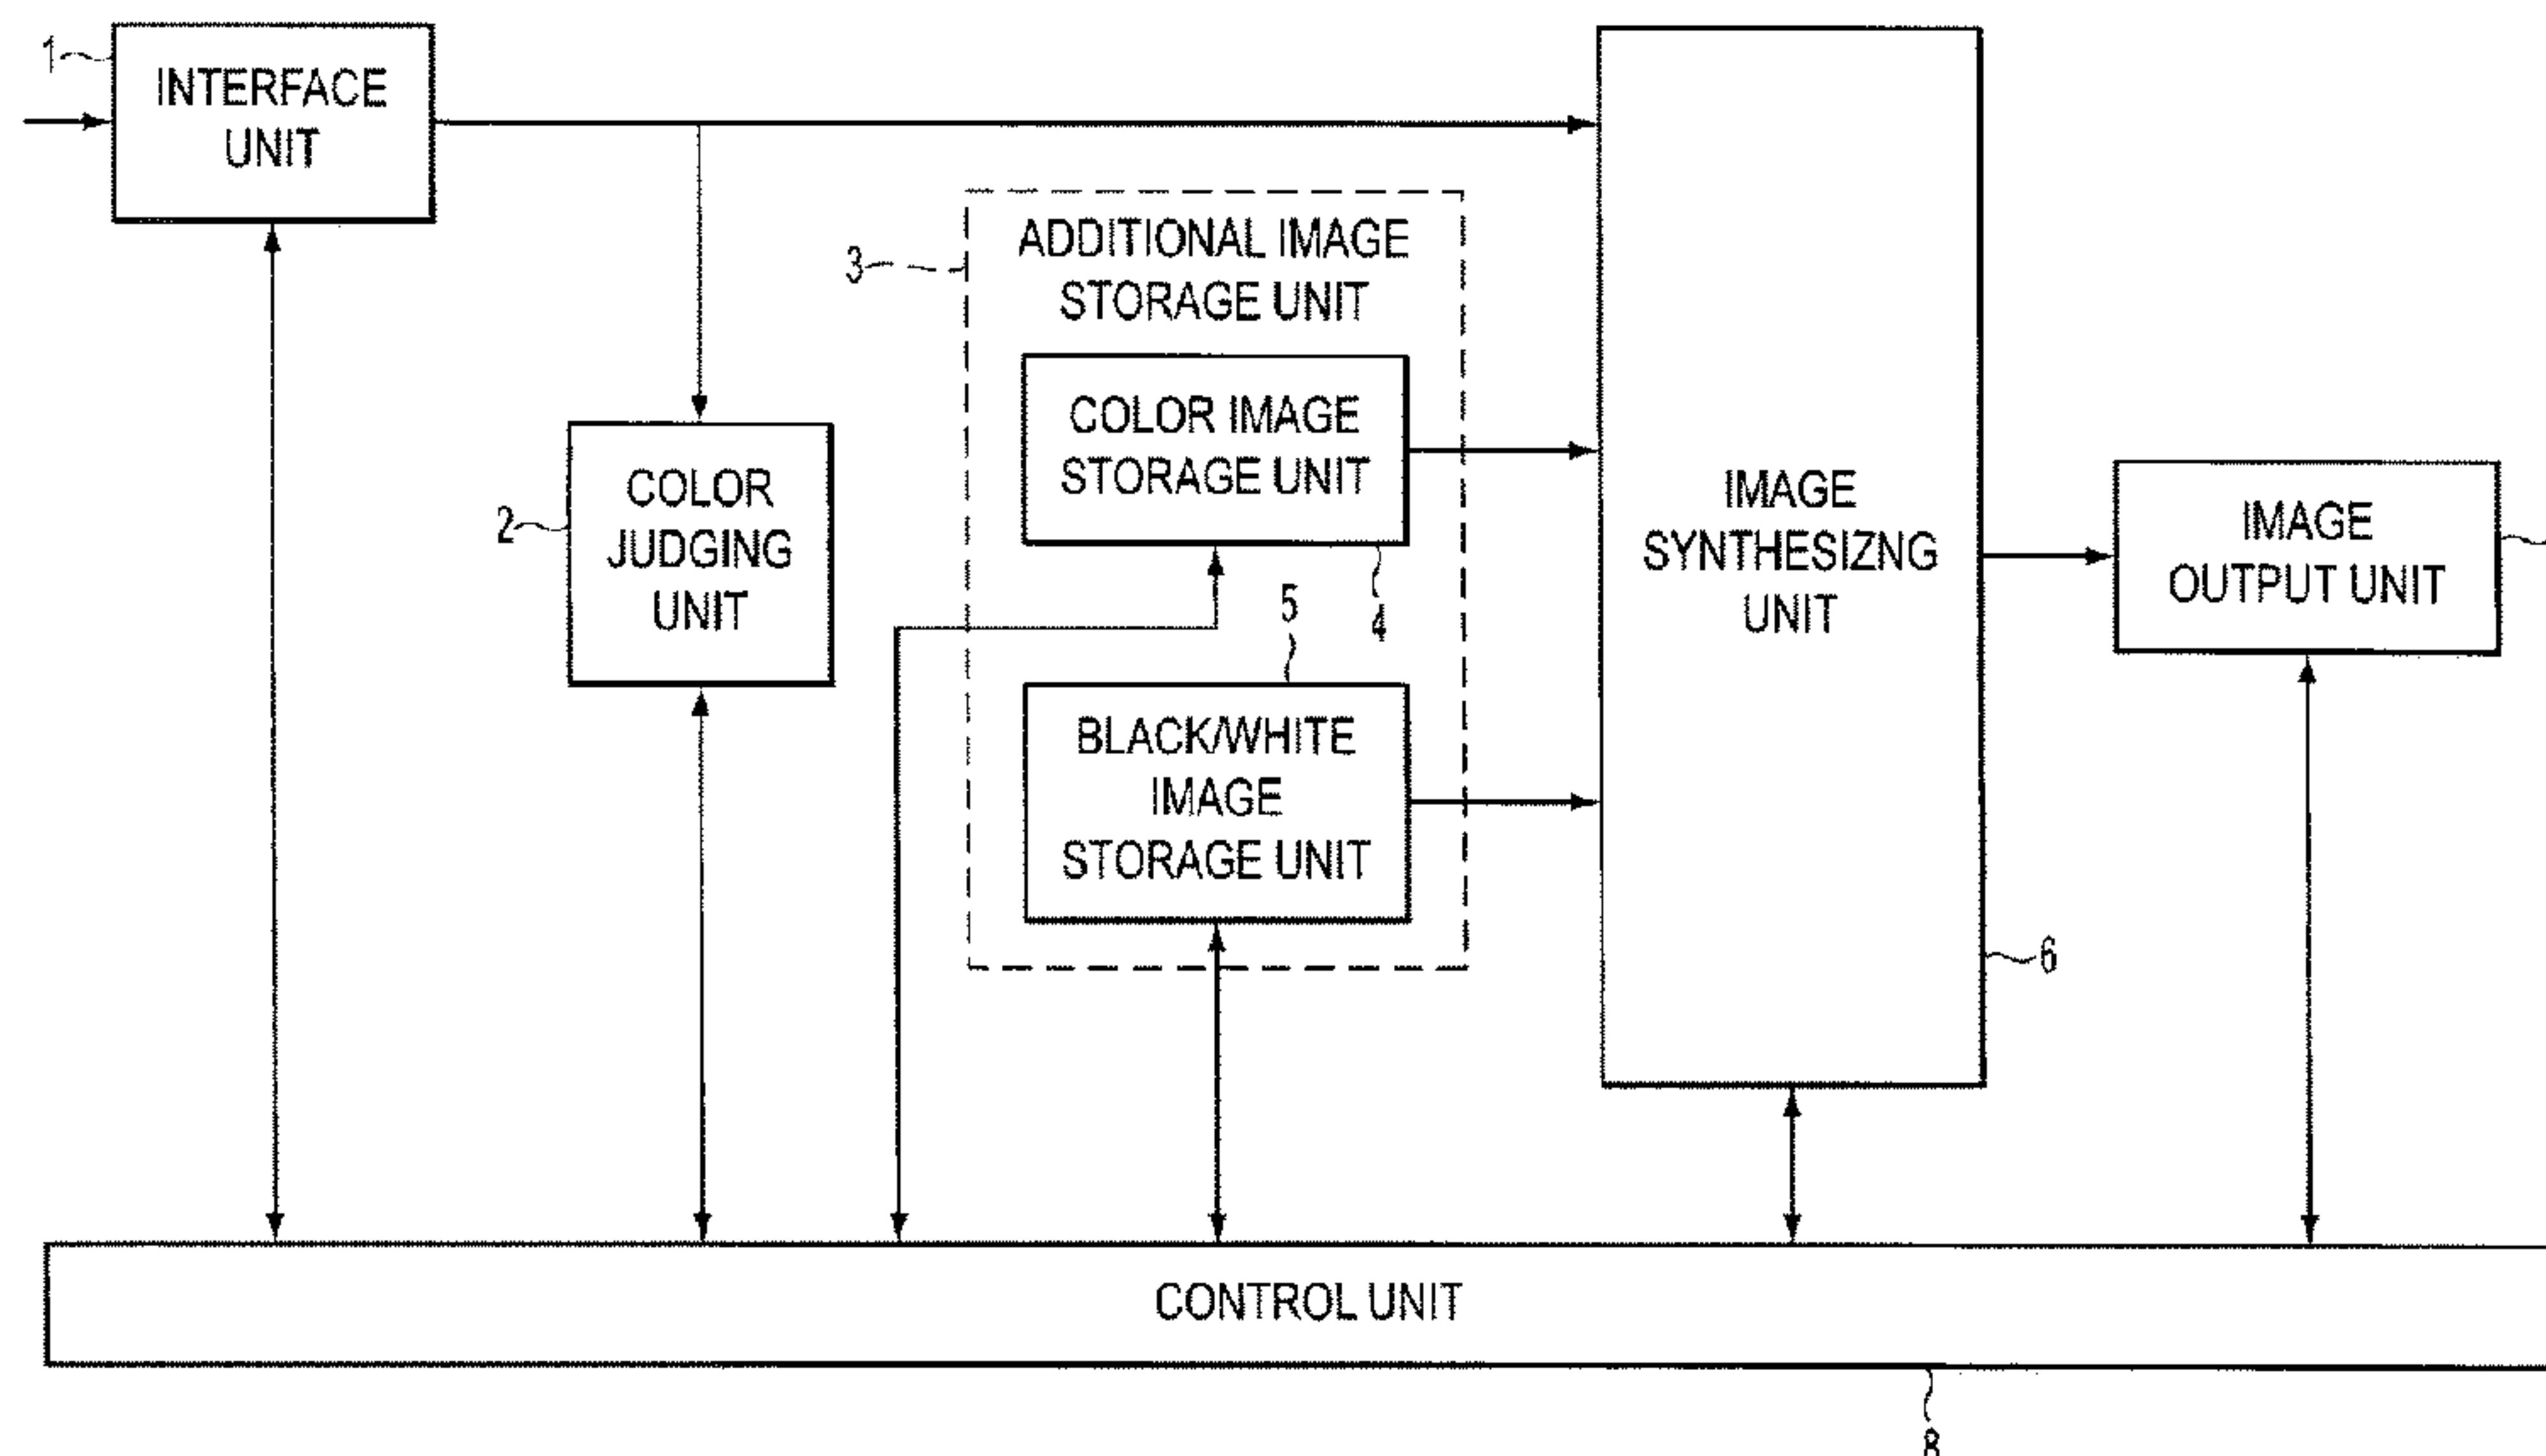 1
INTERFACE
UNIT
3
ADDITIONAL IMAGE
STORAGE UNIT
COLOR IMAGE
STORAGE UNIT
4
2
COLOR
JUDGING
UNIT
5
BLACK/WHITE
IMAGE
STORAGE UNIT
IMAGE
SYNTHESIZNG
UNIT
6
IMAGE
OUTPUT UNIT
CONTROL UNIT
8